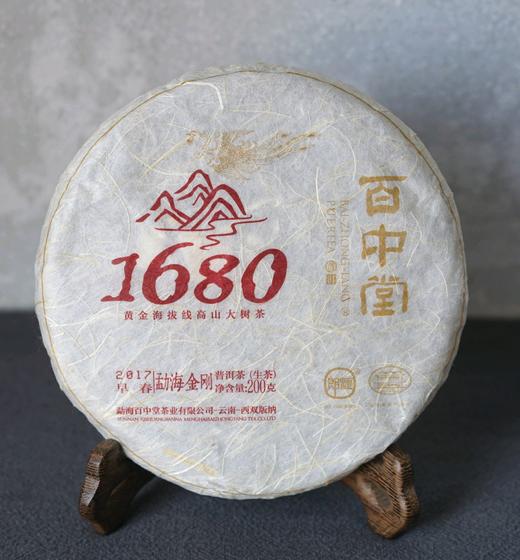 百中堂
BAI ZHONG TANG ®
PU ER TEA
1680
黄金海拔线高山大树茶
2017 早春
勐海金刚
普洱茶(生茶)
净含量:200克
勐海百中堂茶业有限公司-云南-西双版纳